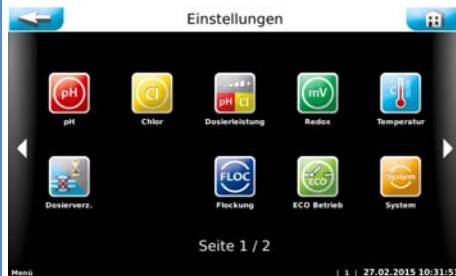 Einstellungen
pH
Cl
pH Cl
mV
°C
pH
Chlor
Dosierleistung
Redox
Temperatur
FLOC
ECO
System
Dosierverz.
Flockung
ECO Betrieb
System
Seite 1 / 2
Menü
| 1 | 27.02.2015 10:31:52